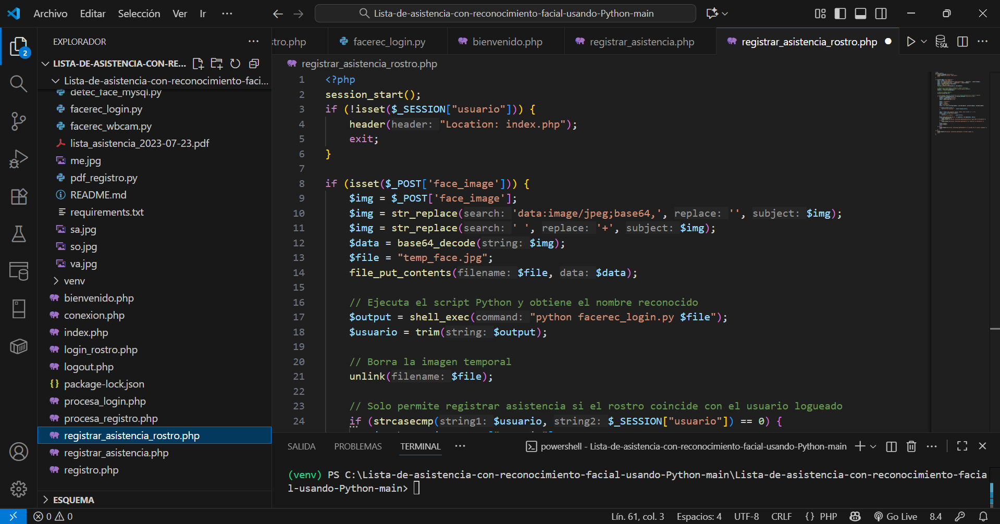 Archivo Editar Selección Ver Ir ···
Lista-de-asistencia-con-reconocimiento-facial-usando-Python-main
2
EXPLORADOR
LISTA-DE-ASISTENCIA-CON-RE...
Lista-de-asistencia-con-reconocimiento-faci...
detec_face_mysql.py
facerec_login.py
facerec_wbcam.py
lista_asistencia_2023-07-23.pdf
me.jpg
pdf_registro.py
README.md
requirements.txt
sa.jpg
so.jpg
va.jpg
venv
bienvenido.php
conexion.php
index.php
login_rostro.php
logout.php
package-lock.json
procesa_login.php
procesa_registro.php
registrar_asistencia_rostro.php
registrar_asistencia.php
registro.php
ESQUEMA
stro.php facerec_login.py bienvenido.php registrar_asistencia.php registrar_asistencia_rostro.php
SQL
registrar_asistencia_rostro.php
1 <?php
2 session_start();
3 if (!isset($_SESSION["usuario"])) {
4 header(header: "Location: index.php");
5 exit;
6 }
7
8 if (isset($_POST['face_image'])) {
9 $img = $_POST['face_image'];
10 $img = str_replace(search: 'data:image/jpeg;base64,', replace: '', subject: $img);
11 $img = str_replace(search: ' ', replace: '+', subject: $img);
12 $data = base64_decode(string: $img);
13 $file = "temp_face.jpg";
14 file_put_contents(filename: $file, data: $data);
15
16 // Ejecuta el script Python y obtiene el nombre reconocido
17 $output = shell_exec(command: "python facerec_login.py $file");
18 $usuario = trim(string: $output);
19
20 // Borra la imagen temporal
21 unlink(filename: $file);
22
23 // Solo permite registrar asistencia si el rostro coincide con el usuario logueado
24 if (strcasecmp(string1: $usuario, string2: $_SESSION["usuario"]) == 0) {
SALIDA PROBLEMAS TERMINAL ··· powershell - Lista-de-asistencia-con-reconocimiento-facial-usando-Python-main
(venv) PS C:\Lista-de-asistencia-con-reconocimiento-facial-usando-Python-main\Lista-de-asistencia-con-reconocimiento-facia
l-usando-Python-main>
0 0 Lín. 61, col. 3 Espacios: 4 UTF-8 CRLF {} PHP Go Live 8.4